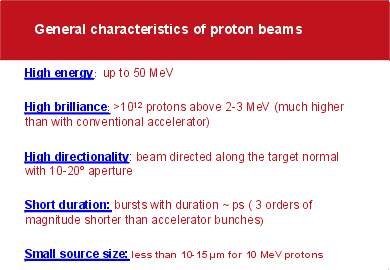 General characteristics of proton beams
High energy: up to 50 MeV
High brilliance: >10¹² protons above 2-3 MeV (much higher
than with conventional accelerator)
High directionality: beam directed along the target normal
with 10-20º aperture
Short duration: bursts with duration ~ ps ( 3 orders of
magnitude shorter than accelerator bunches)
Small source size: less than 10-15 µm for 10 MeV protons